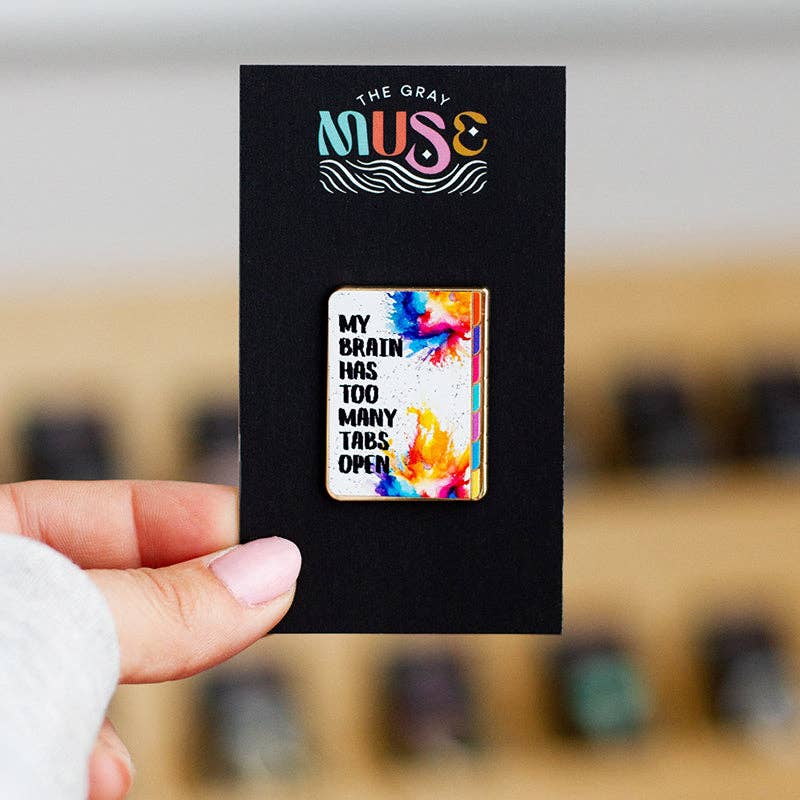 THE GRAY
MUSE
MY
BRAIN
HAS
TOO
MANY
TABS
OPEN